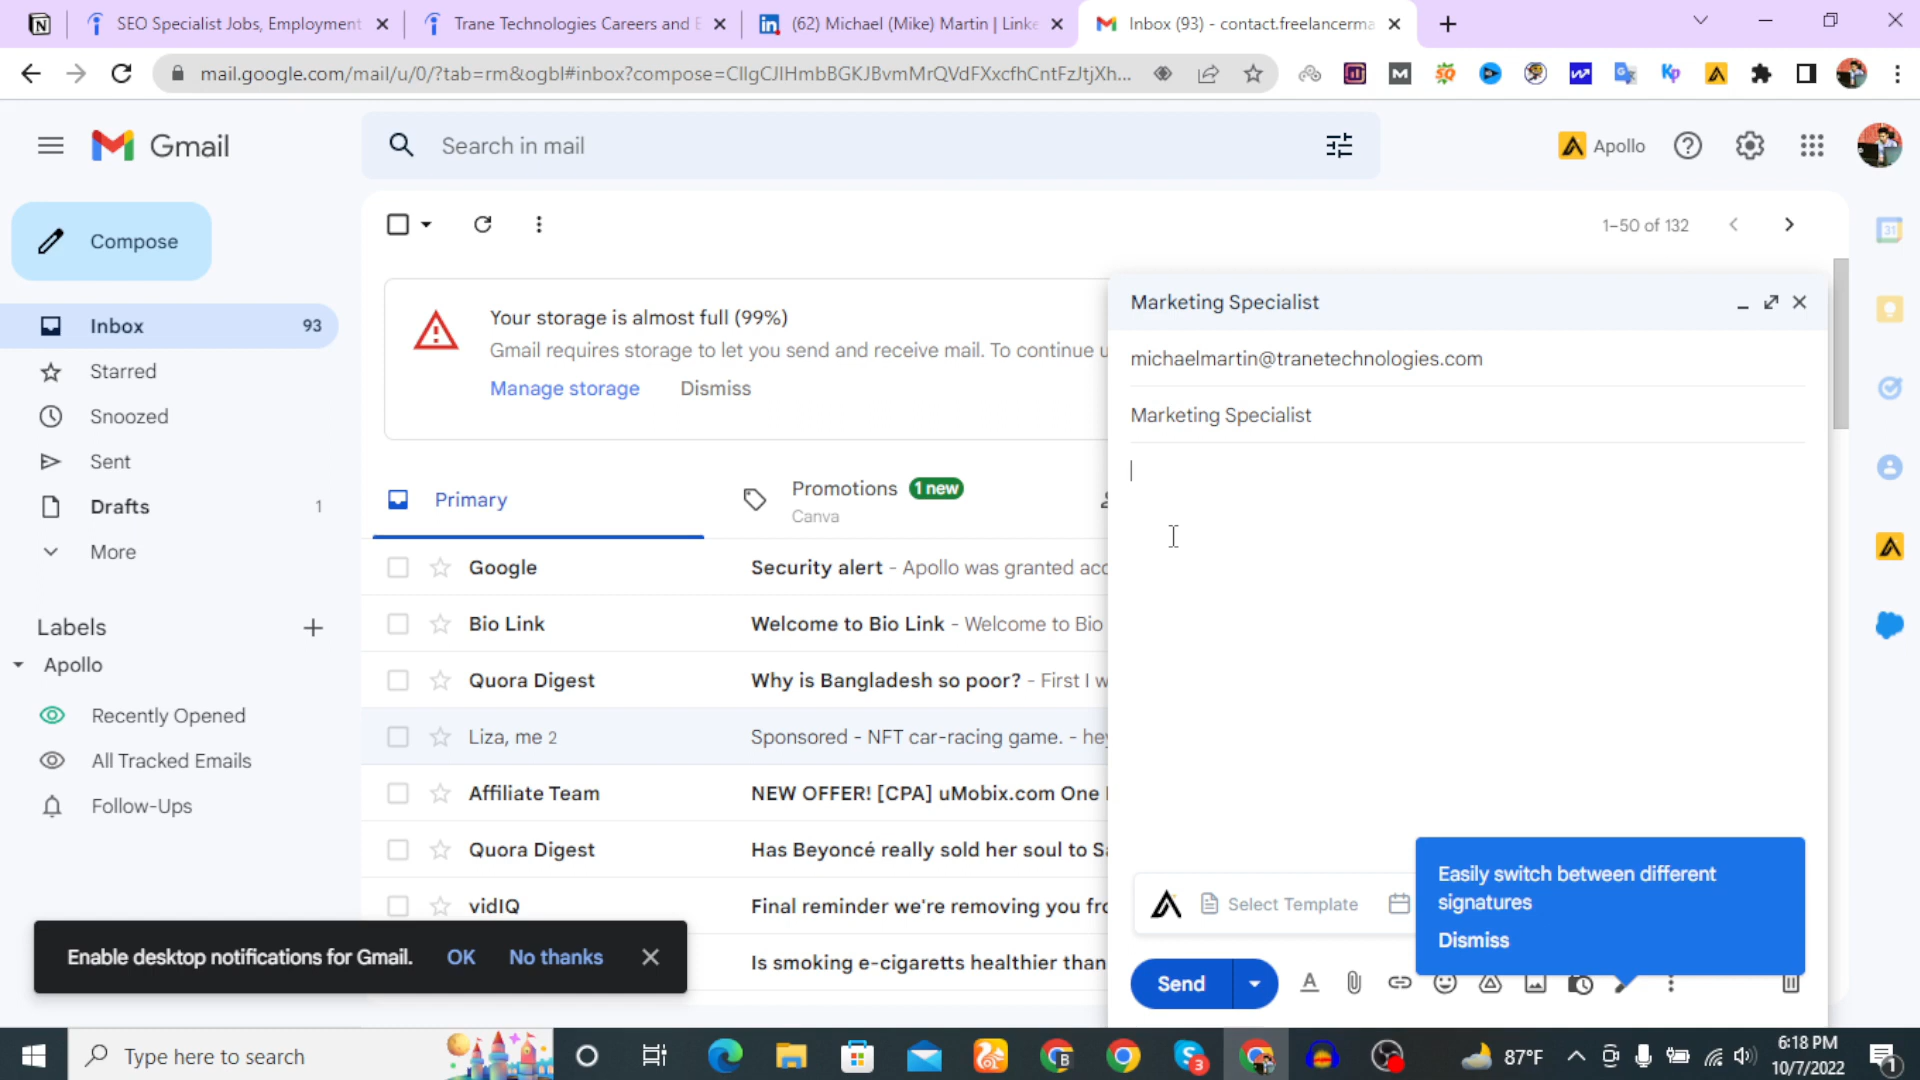 SEO Specialist Jobs, Employment
Trane Technologies Careers and E
(62) Michael (Mike) Martin | Linke
Inbox (93) - contact.freelancerma
mail.google.com/mail/u/0/?tab=rm&ogbl#inbox?compose=CllgCJlHmbBGKJBvmMrQVdFXxcfhCntFzJtjXh...
Gmail
Search in mail
Apollo
Compose
1–50 of 132
Inbox 93
Starred
Snoozed
Sent
Drafts 1
More
Labels
Apollo
Recently Opened
All Tracked Emails
Follow-Ups
Your storage is almost full (99%)
Gmail requires storage to let you send and receive mail. To continue u
Manage storage Dismiss
Primary
Promotions 1 new
Canva
Google Security alert - Apollo was granted acc
Bio Link Welcome to Bio Link - Welcome to Bio
Quora Digest Why is Bangladesh so poor? - First I w
Liza, me 2 Sponsored - NFT car-racing game. - hey
Affiliate Team NEW OFFER! [CPA] uMobix.com One
Quora Digest Has Beyoncé really sold her soul to Sa
vidIQ Final reminder we're removing you fro
Is smoking e-cigaretts healthier than
Marketing Specialist
michaelmartin@tranetechnologies.com
Marketing Specialist
Select Template
Easily switch between different
signatures
Dismiss
Send
Enable desktop notifications for Gmail. OK No thanks
Type here to search
87°F
6:18 PM
10/7/2022